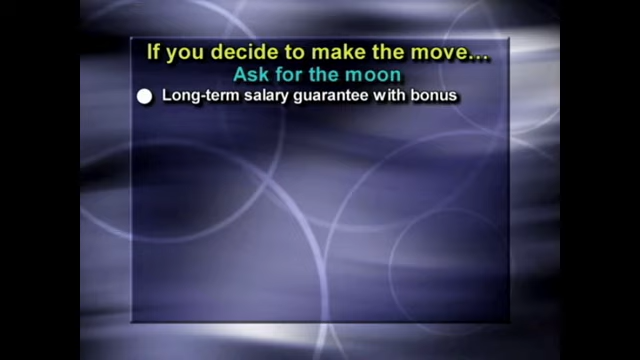 If you decide to make the move...
Ask for the moon
Long-term salary guarantee with bonus